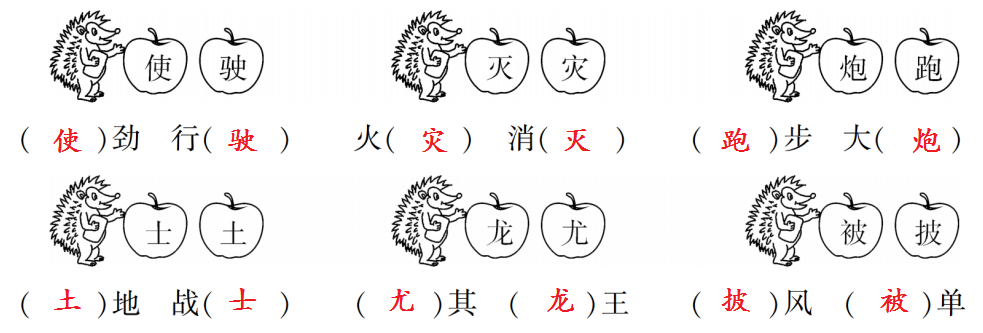 使 驶 灭 灾 炮 跑
(使)劲 行(驶) 火(灾) 消(灭) (跑)步 大(炮)
士 土 龙 尤 被 披
(土)地 战(士) (尤)其 (龙)王 (披)风 (被)单